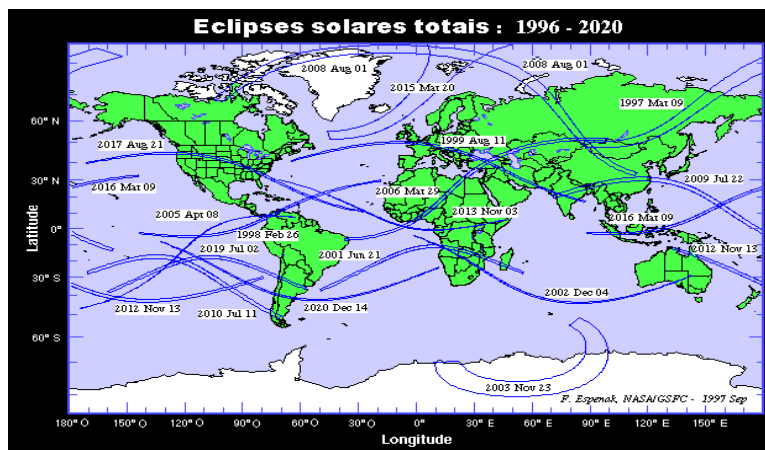 Eclipses solares totais : 1996 - 2020
2008 Aug 01
2008 Aug 01
2015 Mar 20
1997 Mar 09
60° N
2017 Aug 21
1999 Aug 11
30° N
2016 Mar 09
2006 Mar 29
2009 Jul 22
2005 Apr 08
2013 Nov 03
2016 Mar 09
Latitude
0°
1998 Feb 26
2019 Jul 02
2001 Jun 21
2012 Nov 13
30° S
2002 Dec 04
2012 Nov 13
2010 Jul 11
2020 Dec 14
60° S
2003 Nov 23
F. Espenak, NASA/GSFC - 1997 Sep
180° O 150° O 120° O 90° O 60° O 30° O 0° 30° E 60° E 90° E 120° E 150° E
Longitude